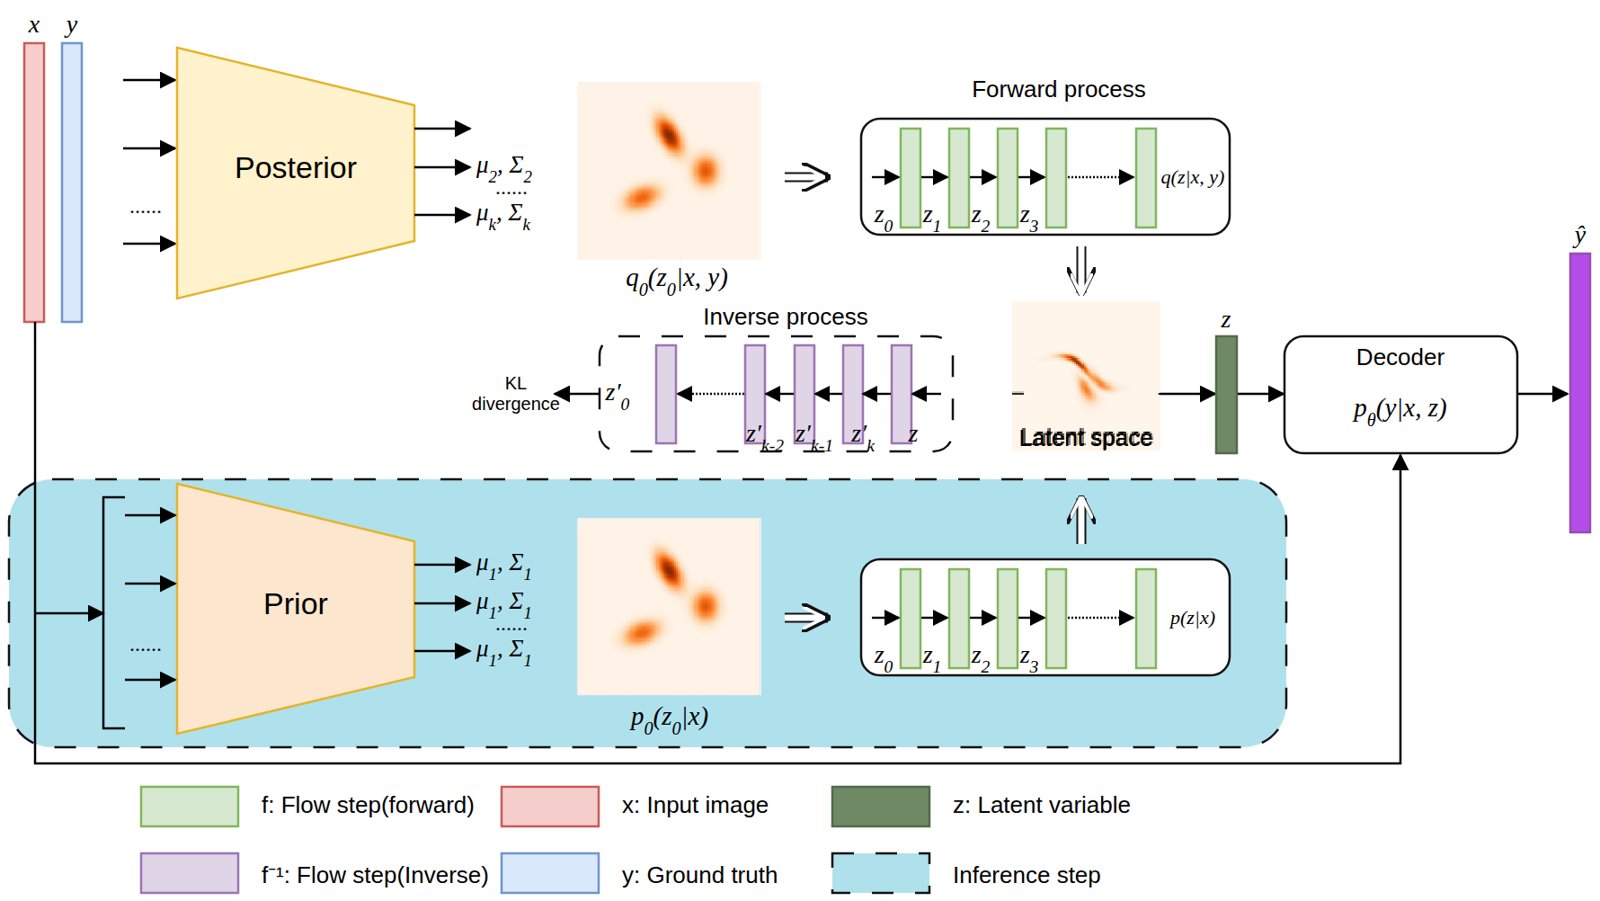 x y
Posterior
......
μ2, Σ2
......
μk, Σk
q0(z0|x, y)
Forward process
z0 z1 z2 z3
q(z|x, y)
Inverse process
KL
divergence
z'0
z'k-2 z'k-1 z'k z
Latent space
z
Decoder
pθ(y|x, z)
ŷ
Prior
......
μ1, Σ1
μ1, Σ1
......
μ1, Σ1
p0(z0|x)
z0 z1 z2 z3
p(z|x)
f: Flow step(forward)
x: Input image
z: Latent variable
f⁻¹: Flow step(Inverse)
y: Ground truth
Inference step